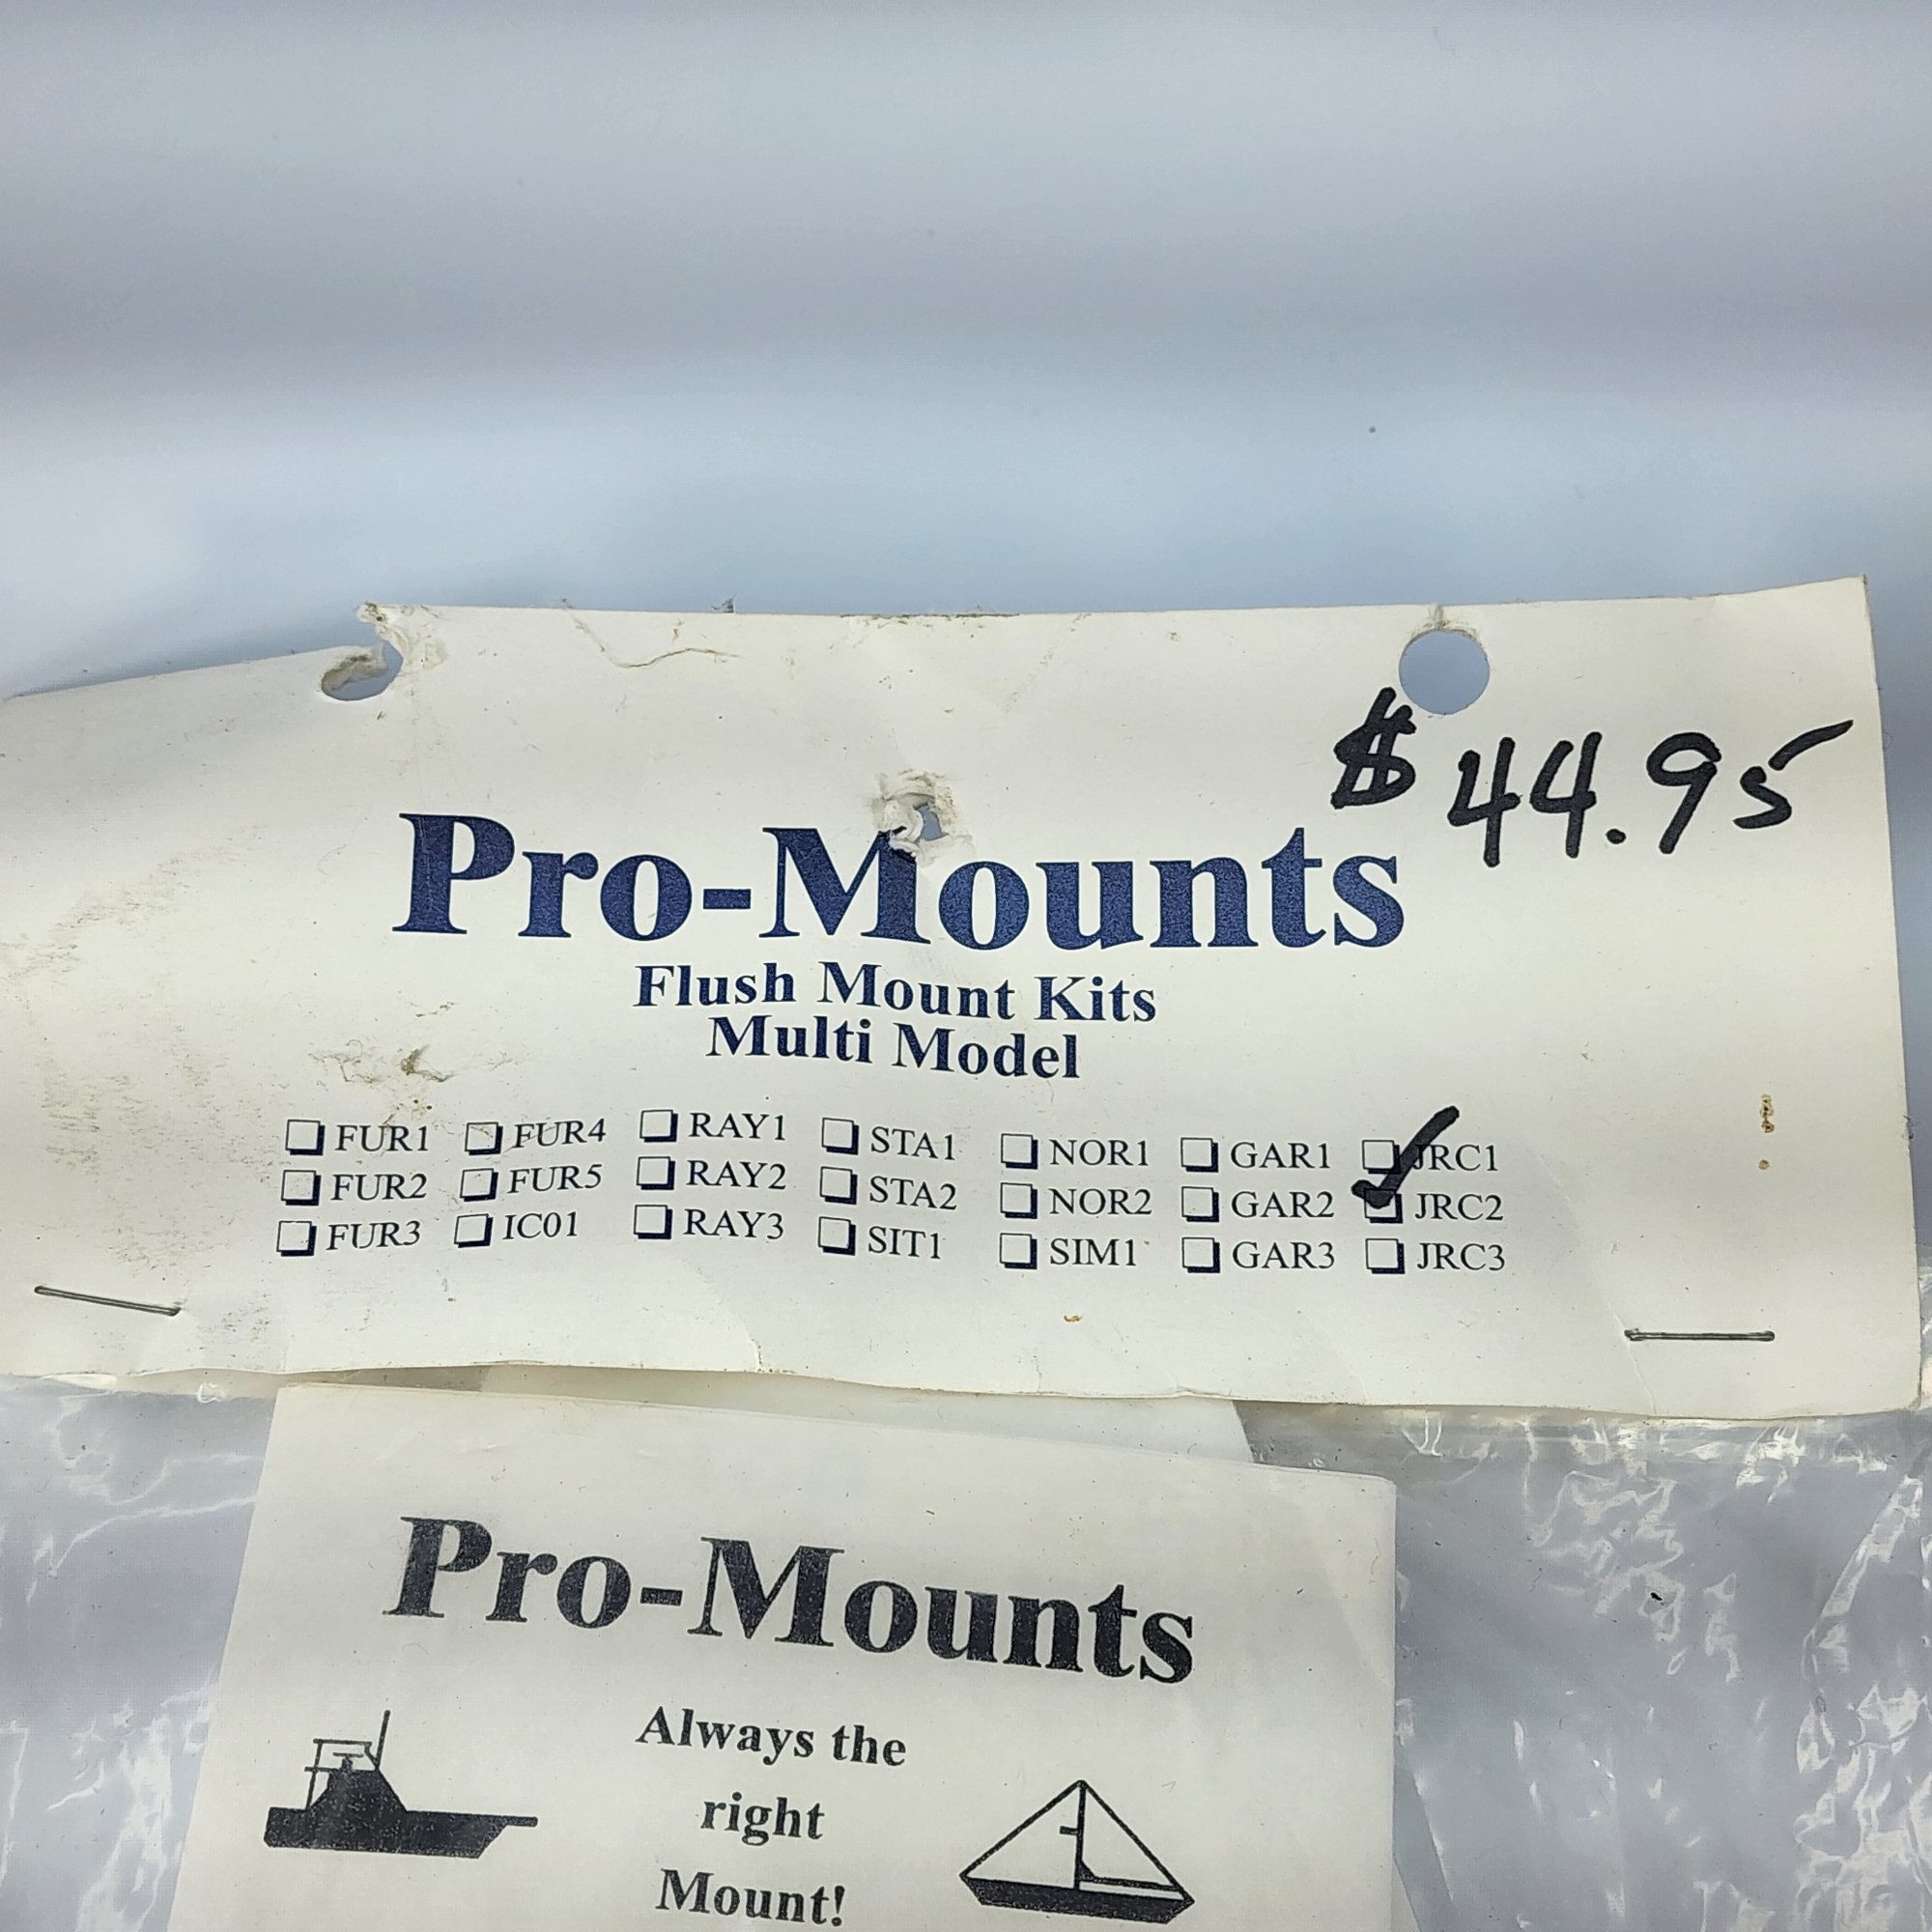 $ 44.95
Pro-Mounts
Flush Mount Kits
Multi Model
FUR1 FUR4 RAY1 STA1 NOR1 GAR1 JRC1
FUR2 FUR5 RAY2 STA2 NOR2 GAR2 JRC2
FUR3 IC01 RAY3 SIT1 SIM1 GAR3 JRC3
Pro-Mounts
Always the
right
Mount!